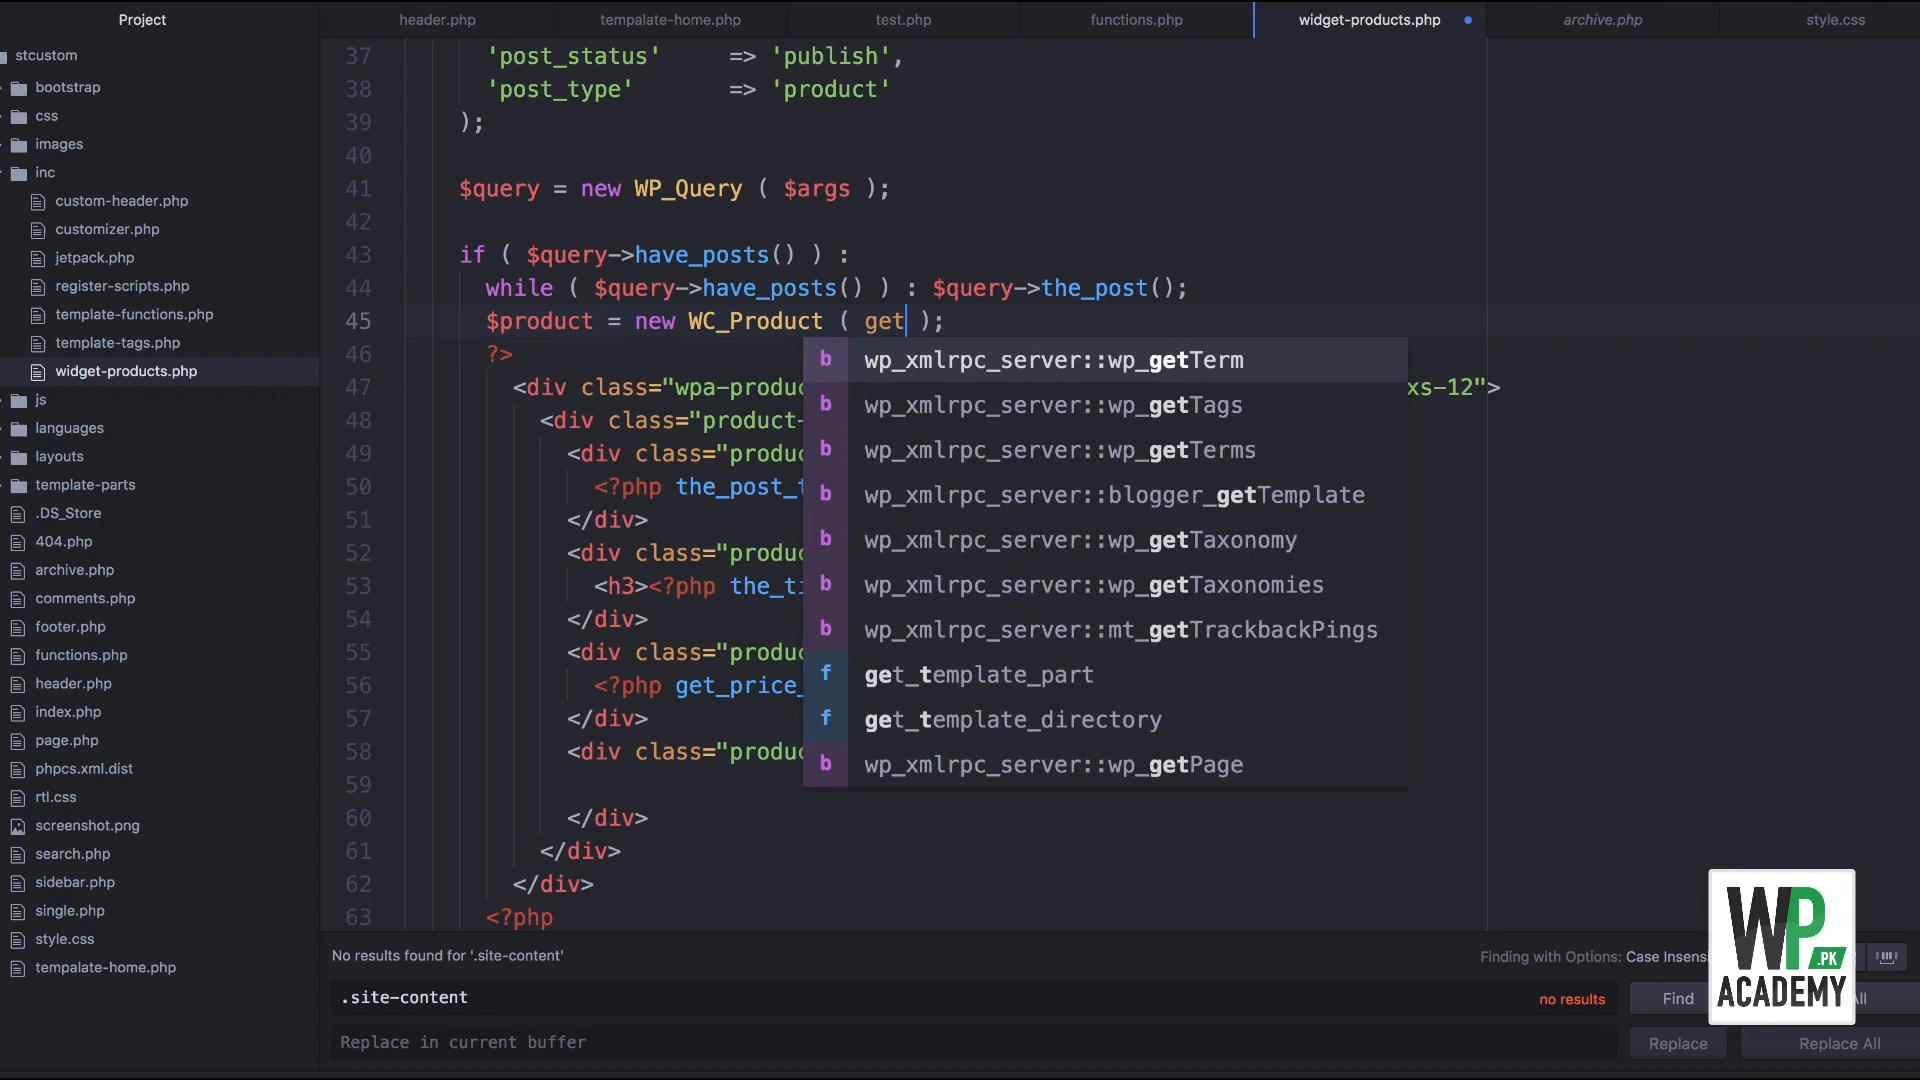 Project
header.php
tempalate-home.php
test.php
functions.php
widget-products.php
archive.php
style.css
stcustom
bootstrap
css
images
inc
custom-header.php
customizer.php
jetpack.php
register-scripts.php
template-functions.php
template-tags.php
widget-products.php
js
languages
layouts
template-parts
.DS_Store
404.php
archive.php
comments.php
footer.php
functions.php
header.php
index.php
page.php
phpcs.xml.dist
rtl.css
screenshot.png
search.php
sidebar.php
single.php
style.css
tempalate-home.php
37 'post_status' => 'publish',
38 'post_type' => 'product'
39 );
40
41 $query = new WP_Query ( $args );
42
43 if ( $query->have_posts() ) :
44 while ( $query->have_posts() ) : $query->the_post();
45 $product = new WC_Product ( get );
46 ?>
47 <div class="wpa-produc xs-12">
48 <div class="product-
49 <div class="produc
50 <?php the_post_t
51 </div>
52 <div class="produc
53 <h3><?php the_ti
54 </div>
55 <div class="produc
56 <?php get_price_
57 </div>
58 <div class="produc
59
60 </div>
61 </div>
62 </div>
63 <?php
b wp_xmlrpc_server::wp_getTerm
b wp_xmlrpc_server::wp_getTags
b wp_xmlrpc_server::wp_getTerms
b wp_xmlrpc_server::blogger_getTemplate
b wp_xmlrpc_server::wp_getTaxonomy
b wp_xmlrpc_server::wp_getTaxonomies
b wp_xmlrpc_server::mt_getTrackbackPings
f get_template_part
f get_template_directory
b wp_xmlrpc_server::wp_getPage
No results found for '.site-content'
Finding with Options: Case Insensi
.site-content
no results
Find
All
Replace in current buffer
Replace
Replace All
WP
.PK
ACADEMY